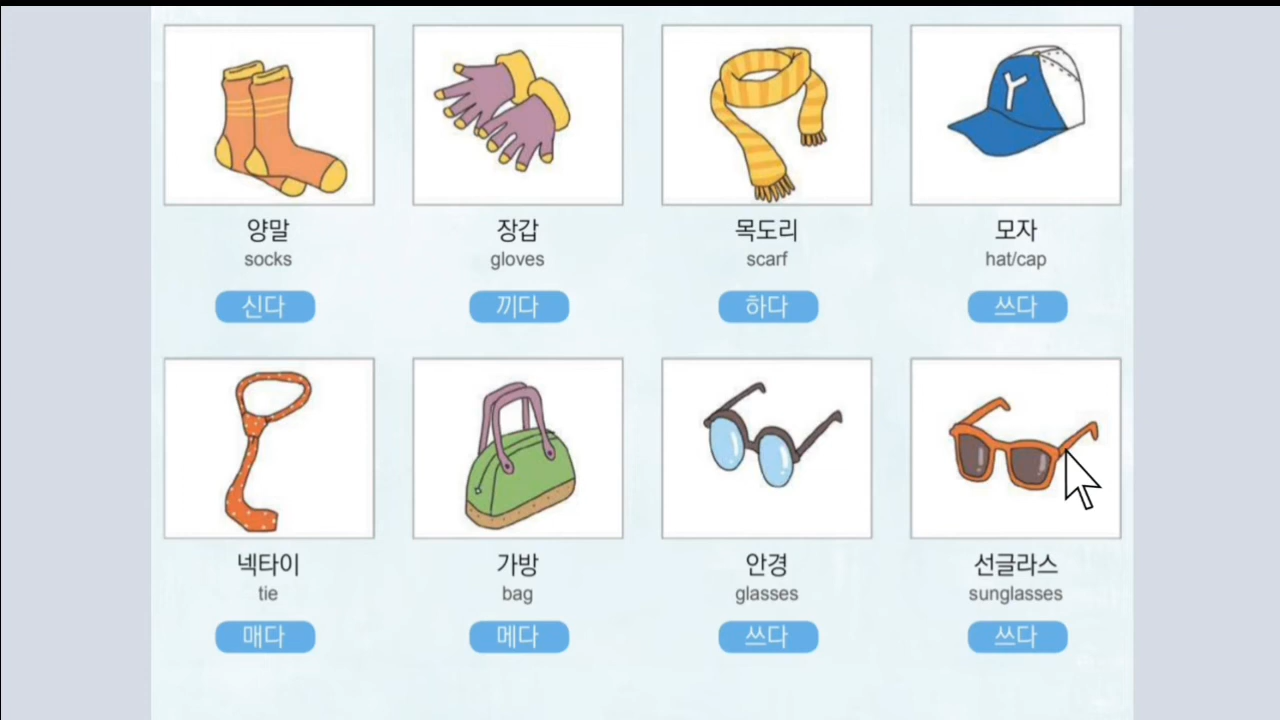 양말
socks
신다
장갑
gloves
끼다
목도리
scarf
하다
모자
hat/cap
쓰다
넥타이
tie
매다
가방
bag
메다
안경
glasses
쓰다
선글라스
sunglasses
쓰다